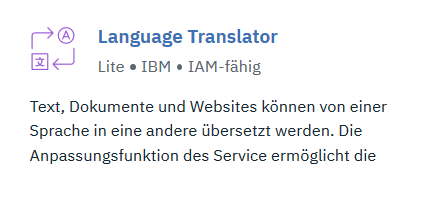 Language Translator
Lite • IBM • IAM-fähig
Text, Dokumente und Websites können von einer
Sprache in eine andere übersetzt werden. Die
Anpassungsfunktion des Service ermöglicht die